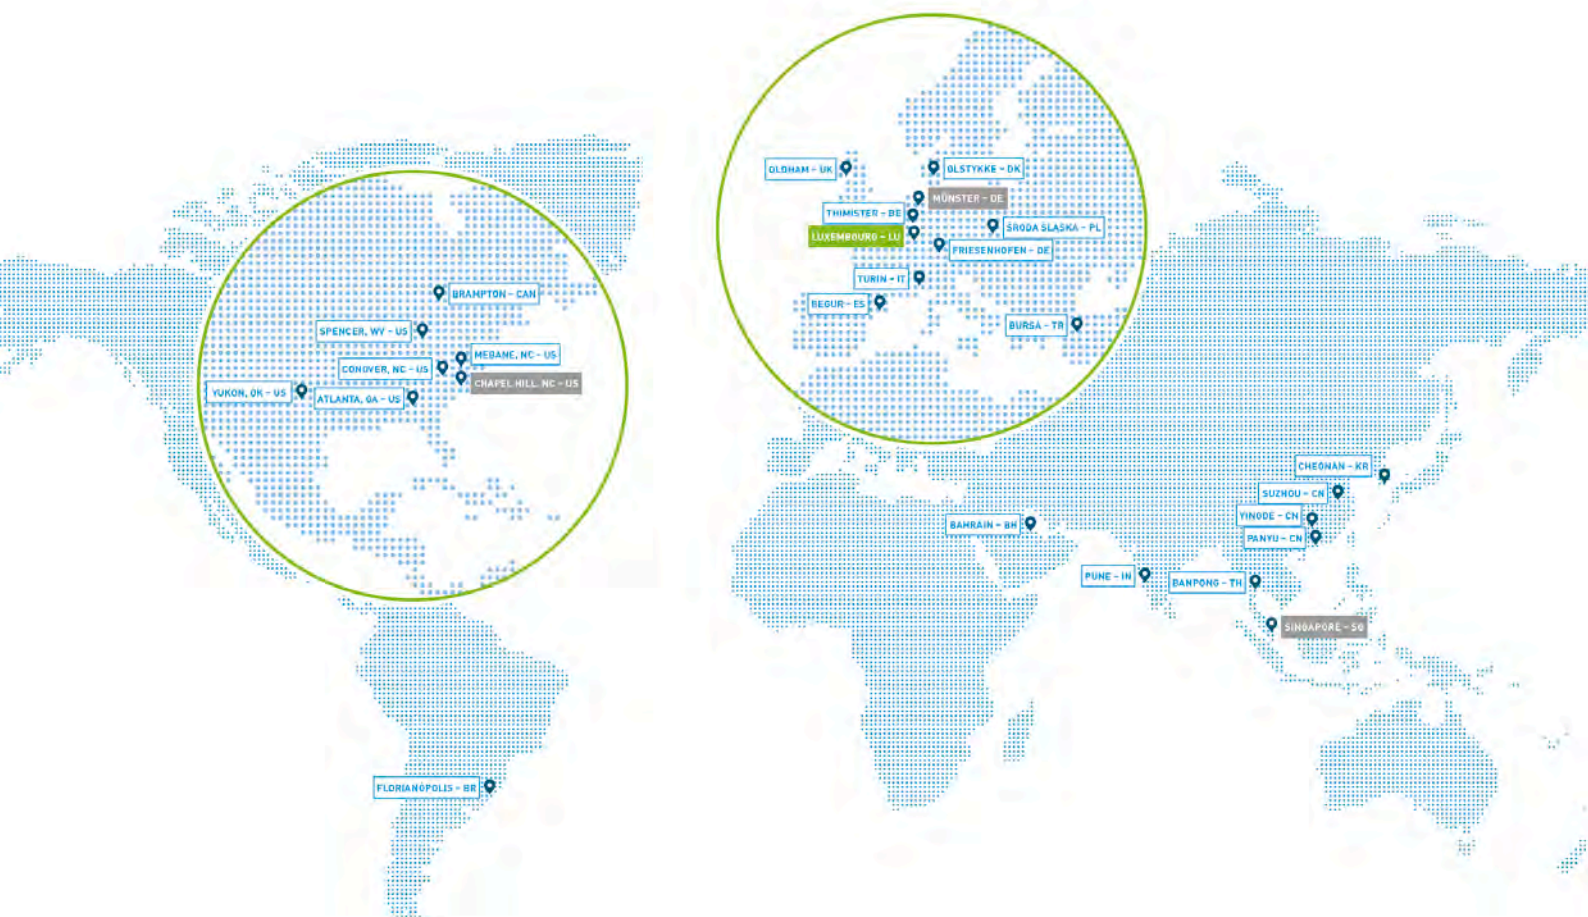 OLDHAM – UK
ØLSTYKKE – DK
MÜNSTER – DE
THIMISTER – BE
LUXEMBOURG – LU
ŚRODA ŚLĄSKA – PL
FRIESENHOFEN – DE
TURIN – IT
BEGUR – ES
BURSA – TR
BRAMPTON – CAN
SPENCER, WV – US
MEBANE, NC – US
CONOVER, NC – US
CHAPEL HILL, NC – US
YUKON, OK – US
ATLANTA, GA – US
CHEONAN – KR
SUZHOU – CN
YINGDE – CN
PANYU – CN
BAHRAIN – BH
PUNE – IN
BANPONG – TH
SINGAPORE – SG
FLORIANÓPOLIS – BR